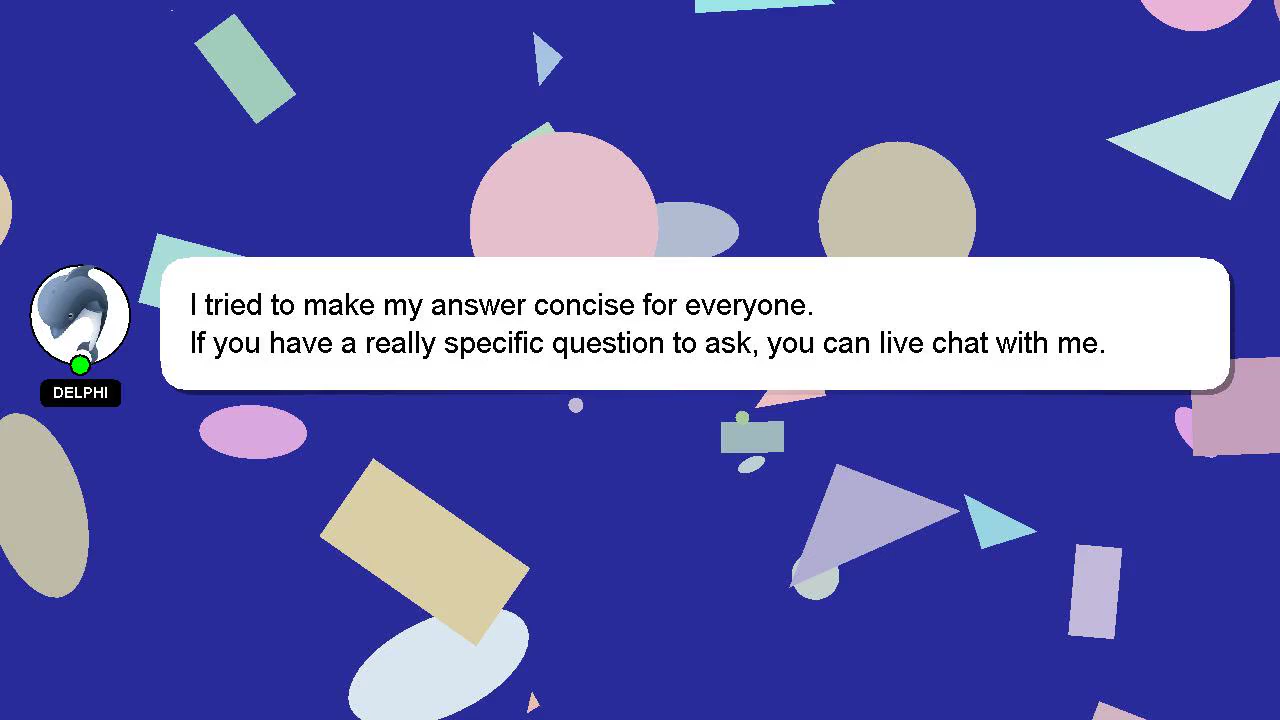 I tried to make my answer concise for everyone.
If you have a really specific question to ask, you can live chat with me.
DELPHI